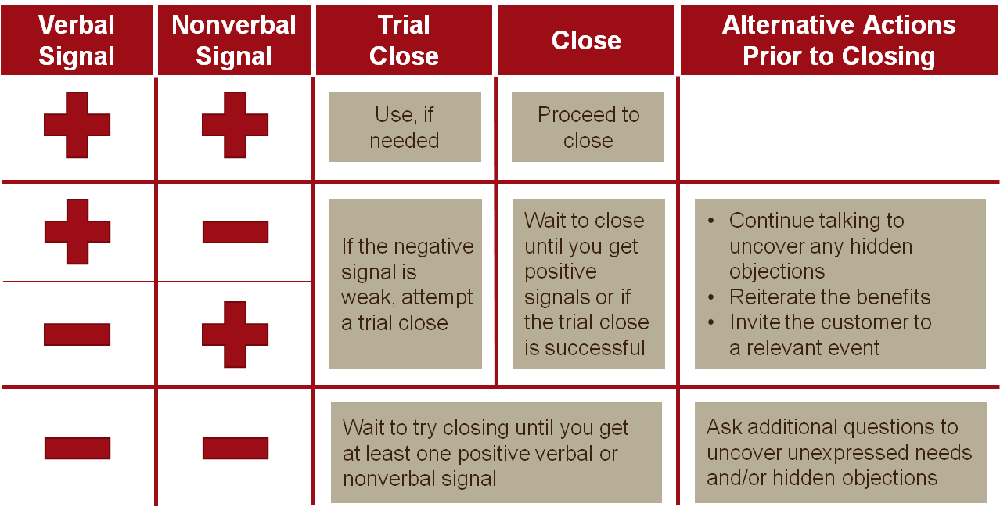 Verbal
Signal
Nonverbal
Signal
Trial
Close
Close
Alternative Actions
Prior to Closing
Use, if
needed
Proceed to
close
If the negative
signal is
weak, attempt
a trial close
Wait to close
until you get
positive
signals or if
the trial close
is successful
• Continue talking to
uncover any hidden
objections
• Reiterate the benefits
• Invite the customer to
a relevant event
Wait to try closing until you get
at least one positive verbal or
nonverbal signal
Ask additional questions to
uncover unexpressed needs
and/or hidden objections